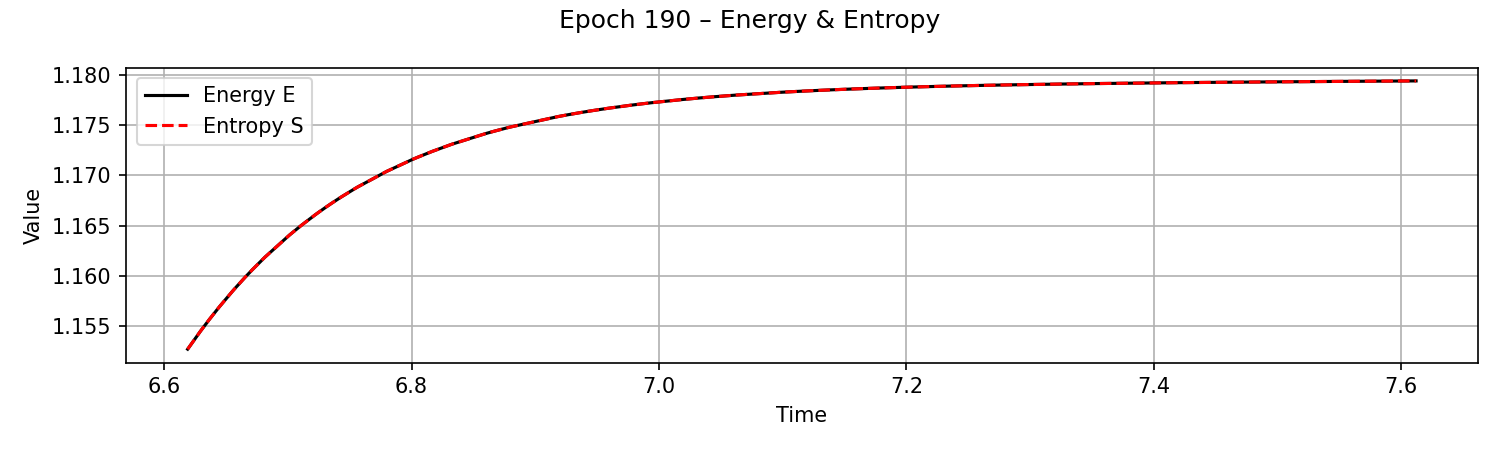 Epoch 190 – Energy & Entropy
1.180
1.175
1.170
1.165
1.160
1.155
Value
Energy E
Entropy S
6.6 6.8 7.0 7.2 7.4 7.6
Time